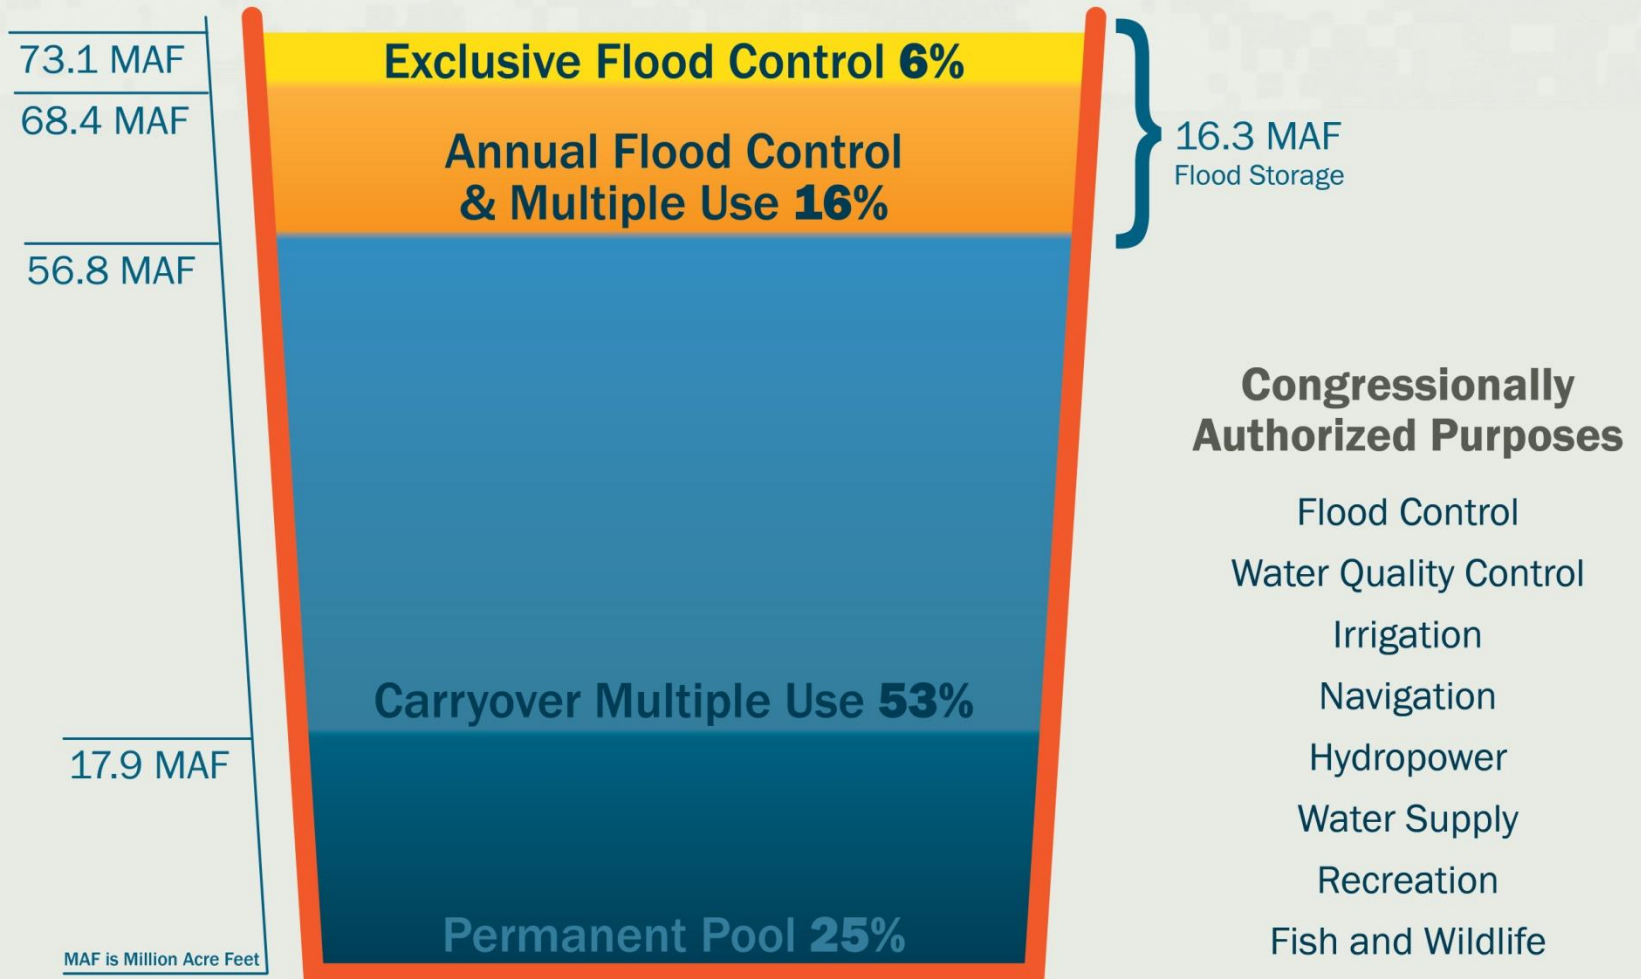 73.1 MAF
68.4 MAF
56.8 MAF
17.9 MAF
MAF is Million Acre Feet
Exclusive Flood Control 6%
Annual Flood Control
& Multiple Use 16%
Carryover Multiple Use 53%
Permanent Pool 25%
16.3 MAF
Flood Storage
Congressionally
Authorized Purposes
Flood Control
Water Quality Control
Irrigation
Navigation
Hydropower
Water Supply
Recreation
Fish and Wildlife